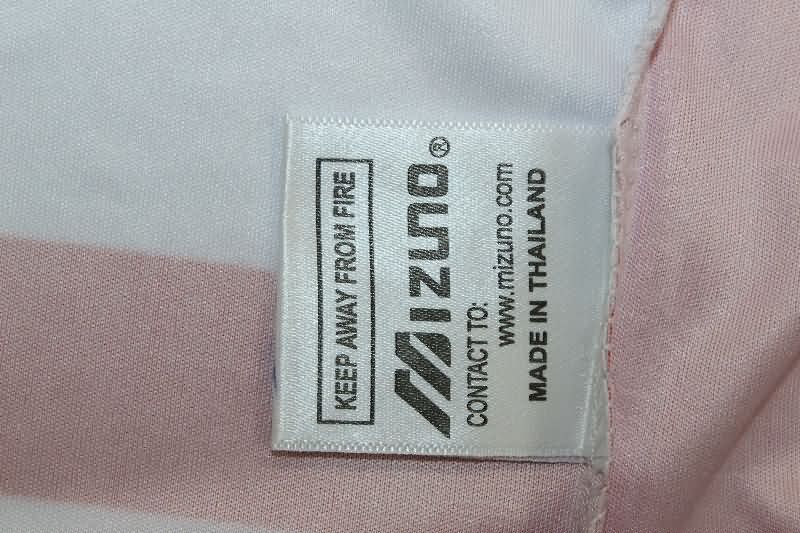 KEEP AWAY FROM FIRE
MIZUNO®
CONTACT TO:
www.mizuno.com
MADE IN THAILAND